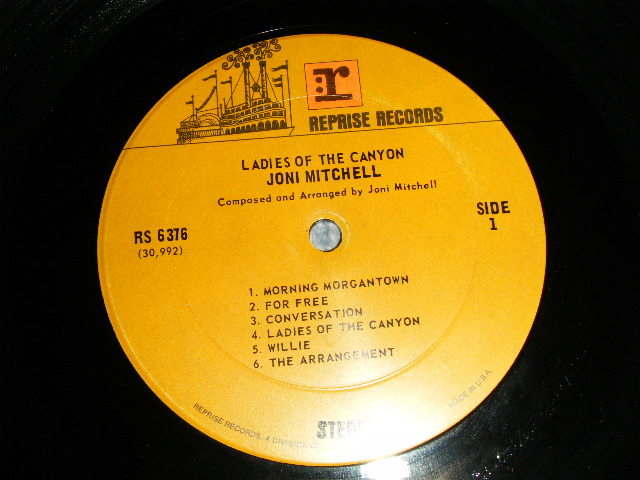 r
REPRISE RECORDS
LADIES OF THE CANYON
JONI MITCHELL
Composed and Arranged by Joni Mitchell
RS 6376
(30,992)
SIDE
1
1. MORNING MORGANTOWN
2. FOR FREE
3. CONVERSATION
4. LADIES OF THE CANYON
5. WILLIE
6. THE ARRANGEMENT
REPRISE RECORDS, A DIVISION
MADE IN U.S.A.